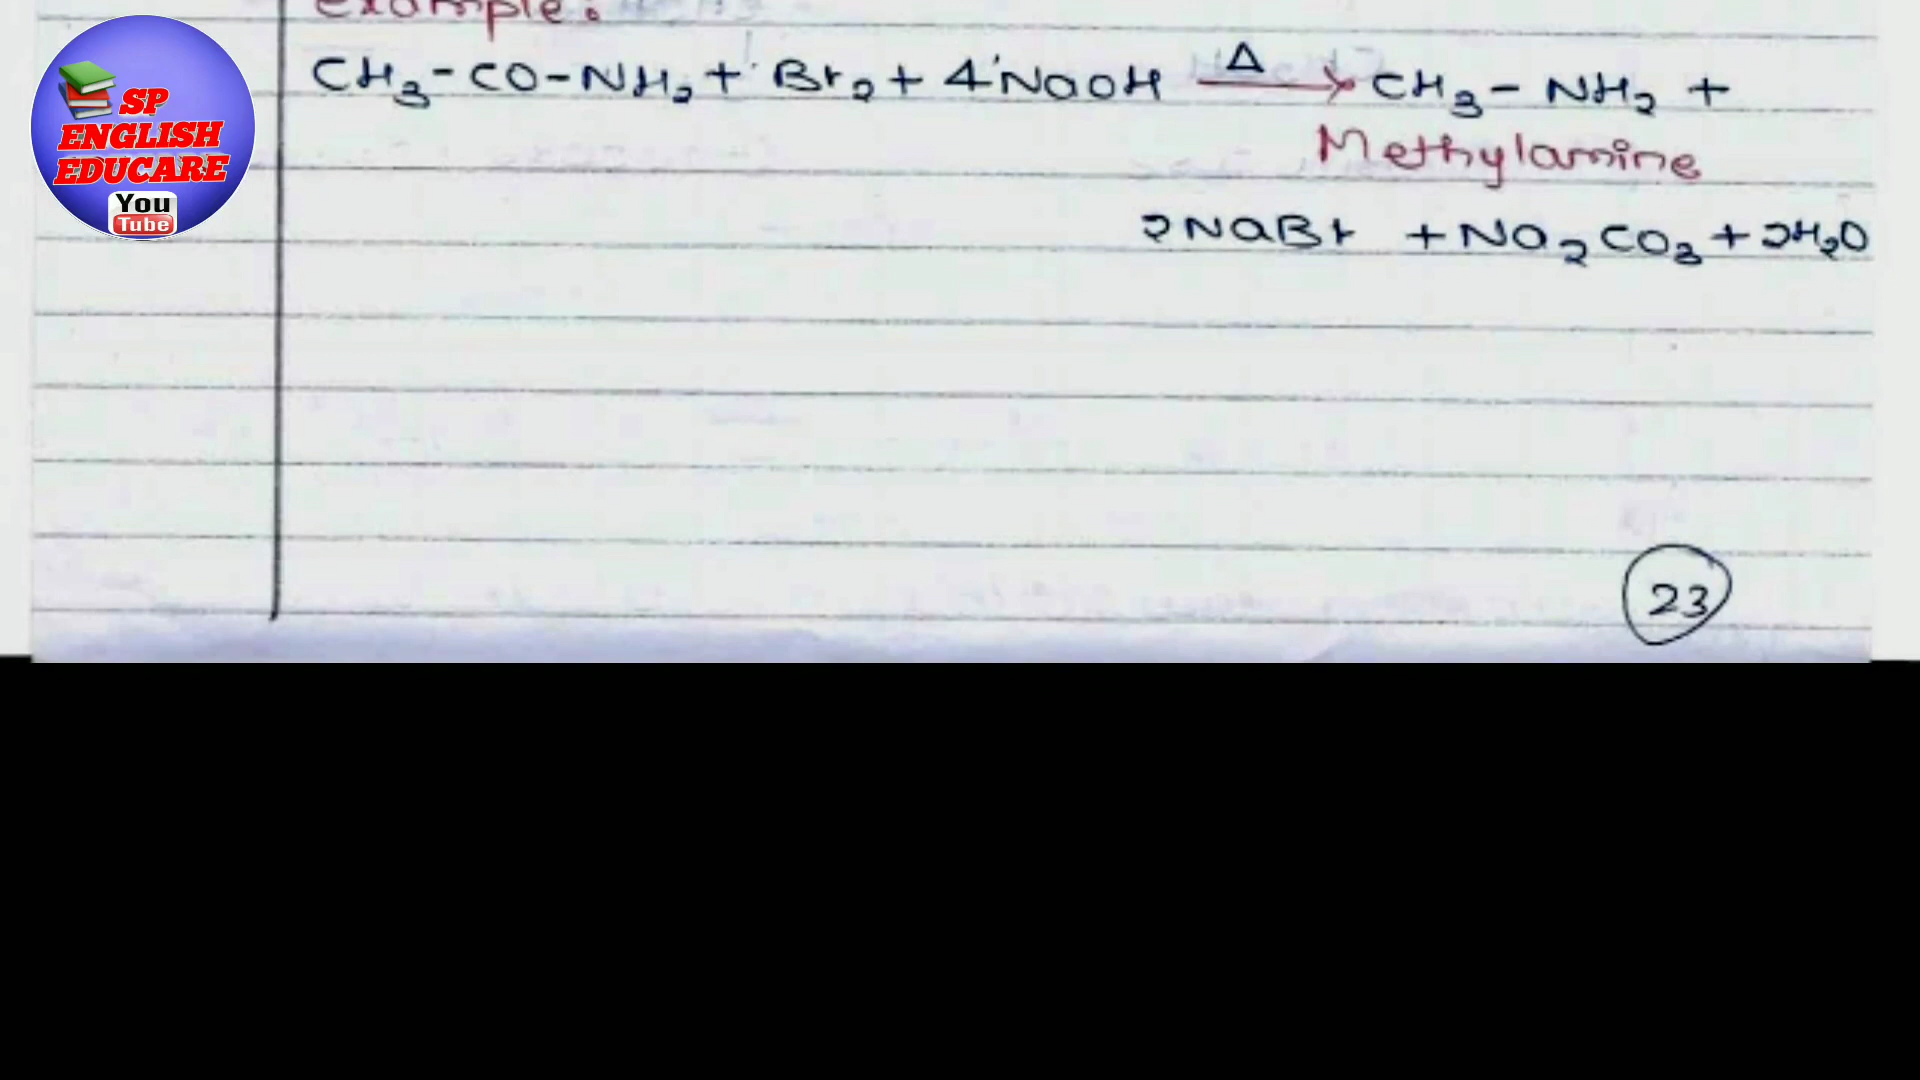 example:
CH₃-CO-NH₂ + Br₂ + 4NaOH —Δ→ CH₃-NH₂ +
Methylamine
2NaBr + Na₂CO₃ + 2H₂O
23
SP
ENGLISH
EDUCARE
You
Tube